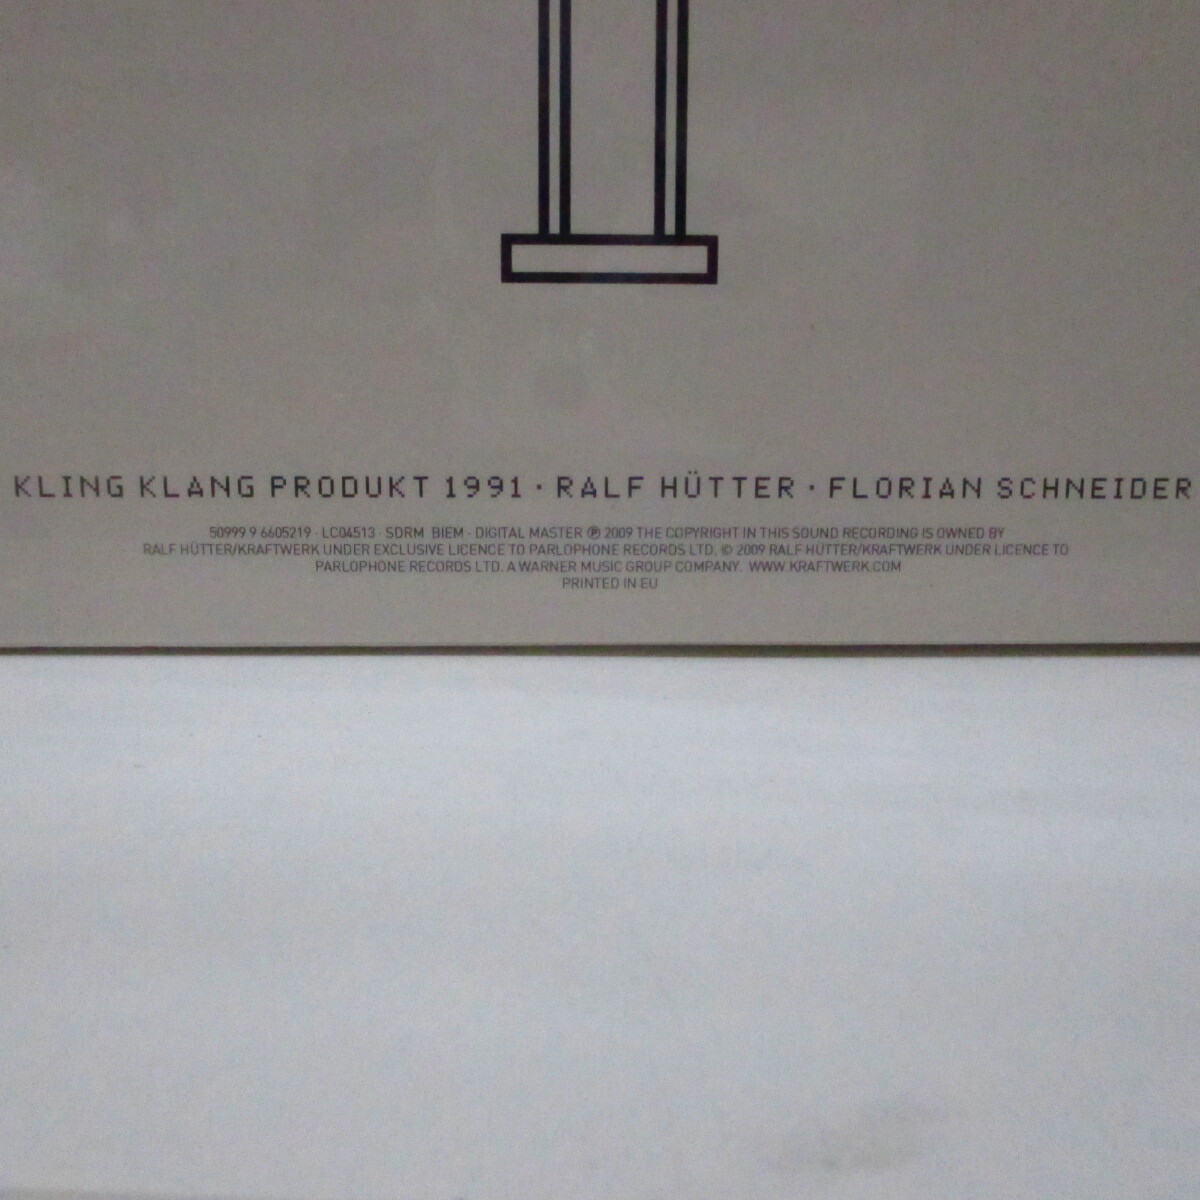 KLING KLANG PRODUKT 1991 · RALF HÜTTER · FLORIAN SCHNEIDER
50999 9 6605219 · LC04513 · SDRM BIEM · DIGITAL MASTER ℗ 2009 THE COPYRIGHT IN THIS SOUND RECORDING IS OWNED BY
RALF HÜTTER/KRAFTWERK UNDER EXCLUSIVE LICENCE TO PARLOPHONE RECORDS LTD, © 2009 RALF HÜTTER/KRAFTWERK UNDER LICENCE TO
PARLOPHONE RECORDS LTD. A WARNER MUSIC GROUP COMPANY. WWW.KRAFTWERK.COM
PRINTED IN EU